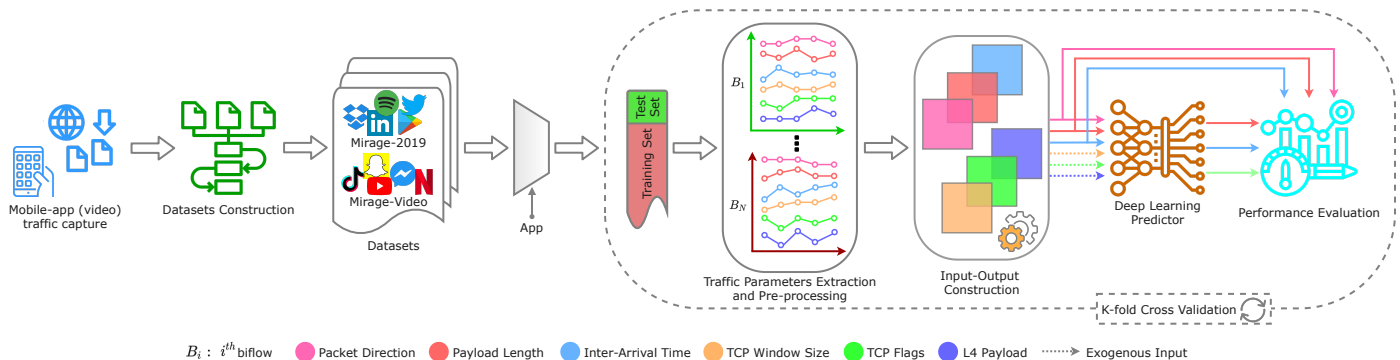 Mobile-app (video)
traffic capture
Datasets Construction
in
Mirage-2019
Mirage-Video
Datasets
App
Test
Set
Training Set
B1
BN
Traffic Parameters Extraction
and Pre-processing
Input-Output
Construction
Deep Learning
Predictor
Performance Evaluation
K-fold Cross Validation
Bi : ith biflow
Packet Direction
Payload Length
Inter-Arrival Time
TCP Window Size
TCP Flags
L4 Payload
Exogenous Input